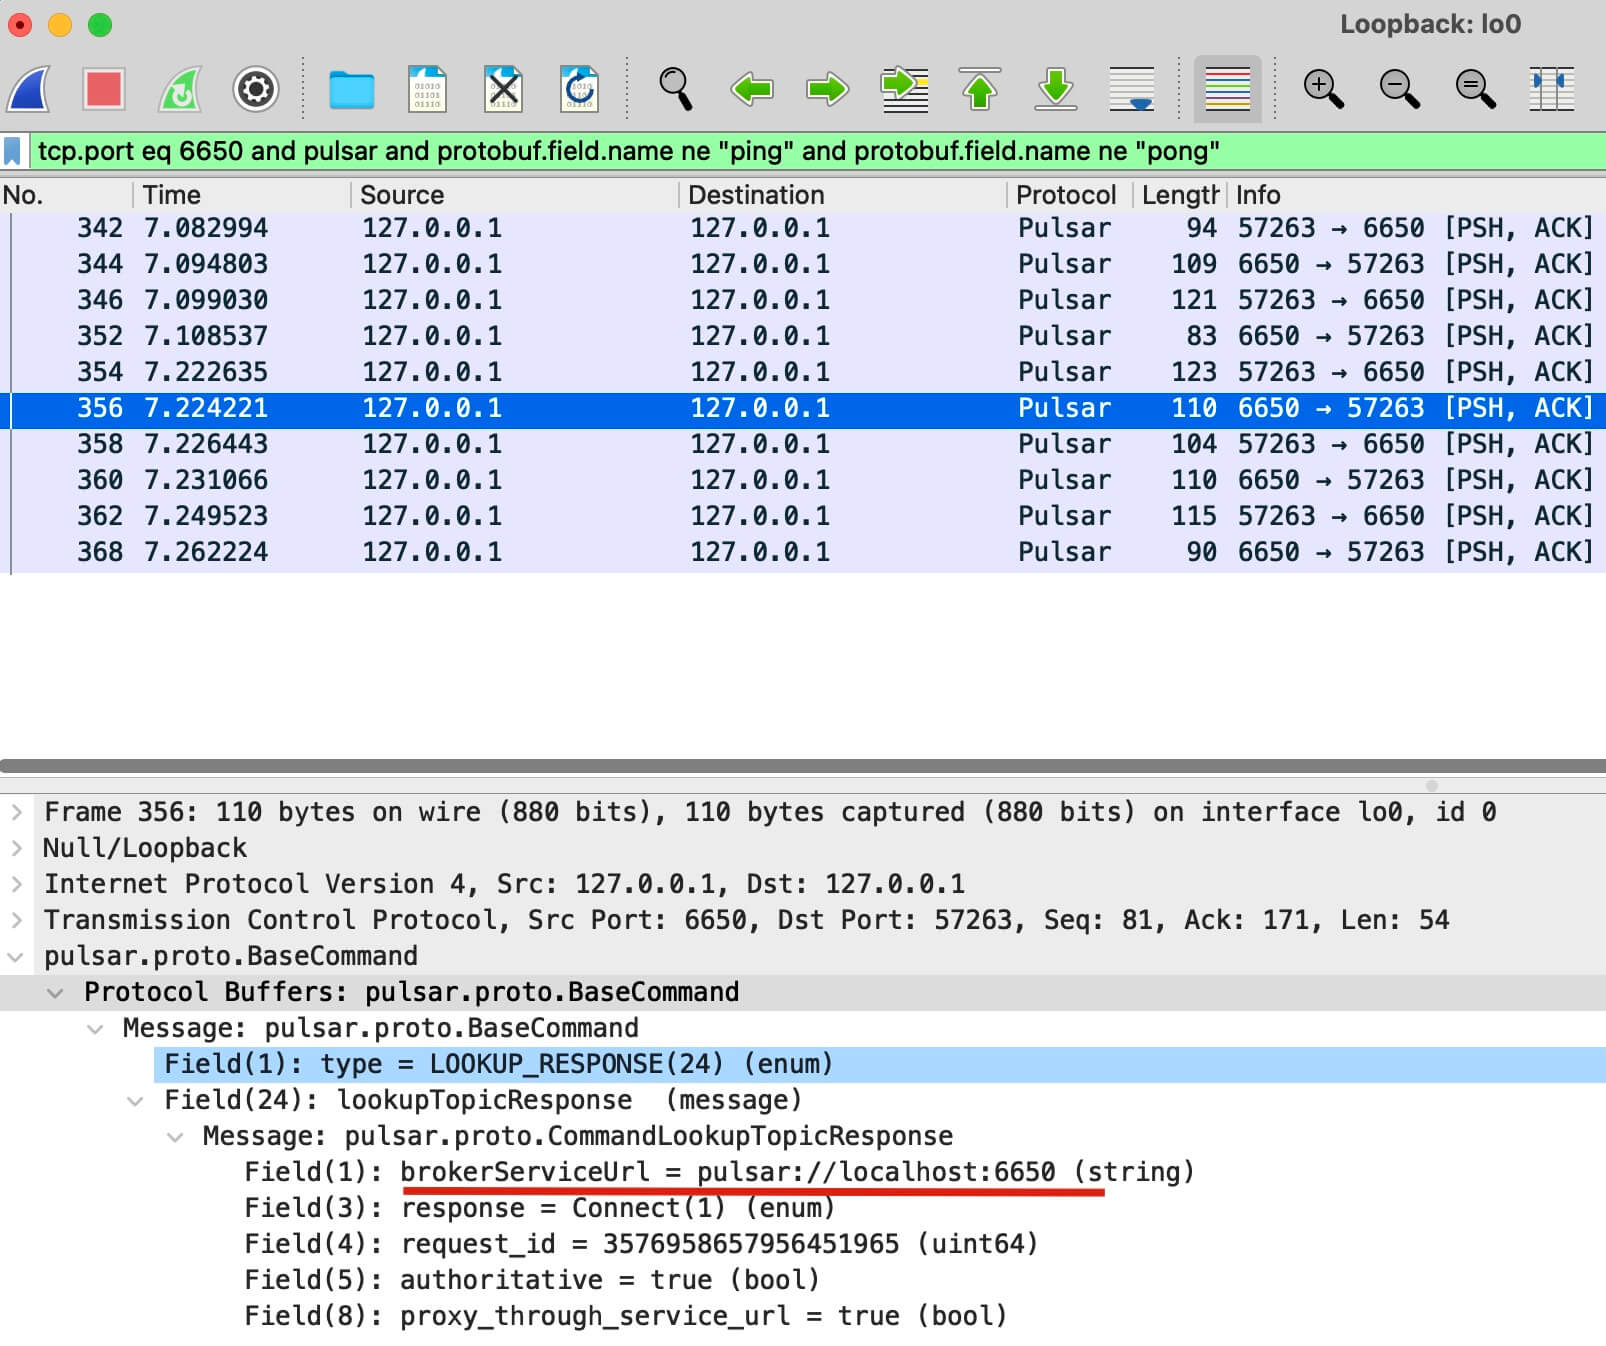 Loopback: lo0
tcp.port eq 6650 and pulsar and protobuf.field.name ne "ping" and protobuf.field.name ne "pong"
No. Time Source Destination Protocol Length Info
342 7.082994 127.0.0.1 127.0.0.1 Pulsar 94 57263 → 6650 [PSH, ACK]
344 7.094803 127.0.0.1 127.0.0.1 Pulsar 109 6650 → 57263 [PSH, ACK]
346 7.099030 127.0.0.1 127.0.0.1 Pulsar 121 57263 → 6650 [PSH, ACK]
352 7.108537 127.0.0.1 127.0.0.1 Pulsar 83 6650 → 57263 [PSH, ACK]
354 7.222635 127.0.0.1 127.0.0.1 Pulsar 123 57263 → 6650 [PSH, ACK]
356 7.224221 127.0.0.1 127.0.0.1 Pulsar 110 6650 → 57263 [PSH, ACK]
358 7.226443 127.0.0.1 127.0.0.1 Pulsar 104 57263 → 6650 [PSH, ACK]
360 7.231066 127.0.0.1 127.0.0.1 Pulsar 110 6650 → 57263 [PSH, ACK]
362 7.249523 127.0.0.1 127.0.0.1 Pulsar 115 57263 → 6650 [PSH, ACK]
368 7.262224 127.0.0.1 127.0.0.1 Pulsar 90 6650 → 57263 [PSH, ACK]
Frame 356: 110 bytes on wire (880 bits), 110 bytes captured (880 bits) on interface lo0, id 0
Null/Loopback
Internet Protocol Version 4, Src: 127.0.0.1, Dst: 127.0.0.1
Transmission Control Protocol, Src Port: 6650, Dst Port: 57263, Seq: 81, Ack: 171, Len: 54
pulsar.proto.BaseCommand
Protocol Buffers: pulsar.proto.BaseCommand
Message: pulsar.proto.BaseCommand
Field(1): type = LOOKUP_RESPONSE(24) (enum)
Field(24): lookupTopicResponse (message)
Message: pulsar.proto.CommandLookupTopicResponse
Field(1): brokerServiceUrl = pulsar://localhost:6650 (string)
Field(3): response = Connect(1) (enum)
Field(4): request_id = 3576958657956451965 (uint64)
Field(5): authoritative = true (bool)
Field(8): proxy_through_service_url = true (bool)